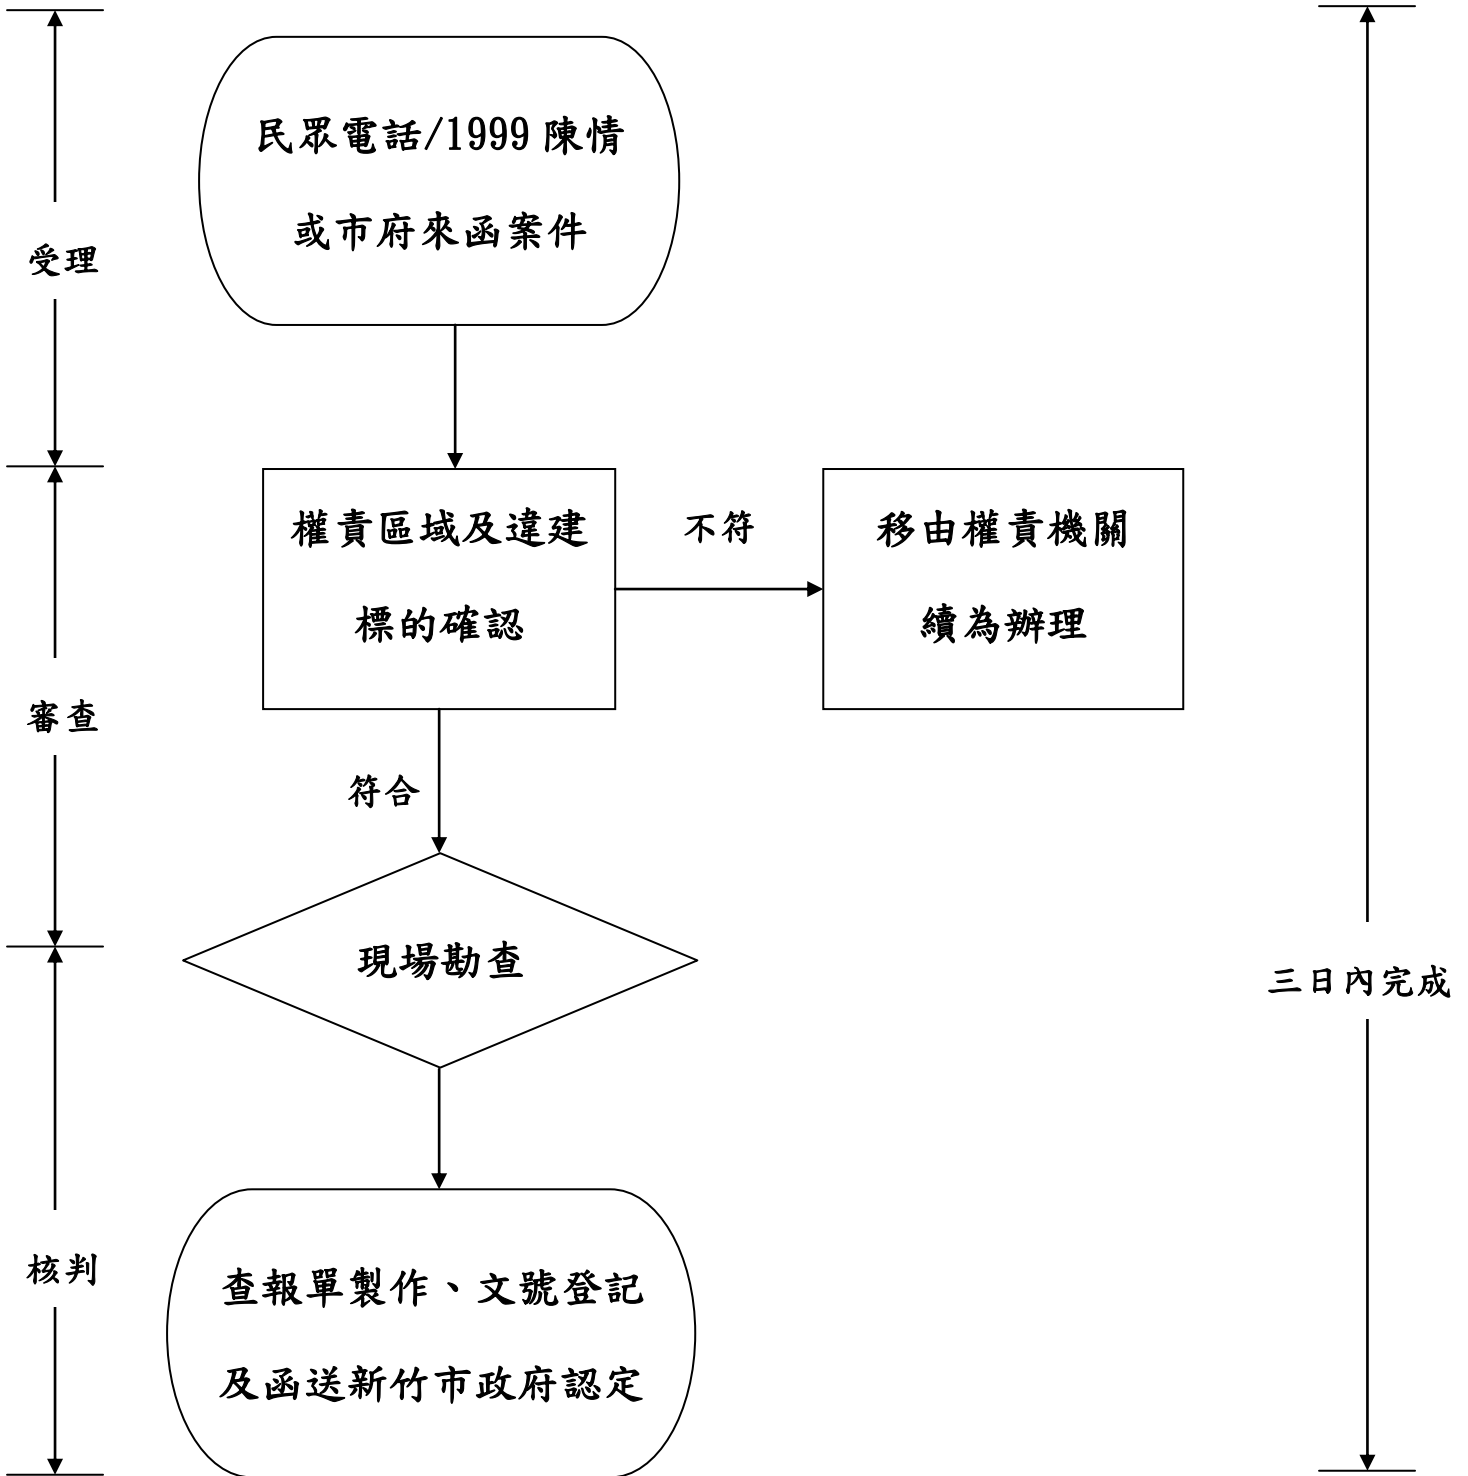 民眾電話/1999陳情
或市府來函案件
受理
權責區域及違建
標的確認
不符
移由權責機關
續為辦理
審查
符合
現場勘查
三日內完成
核判
查報單製作、文號登記
及函送新竹市政府認定